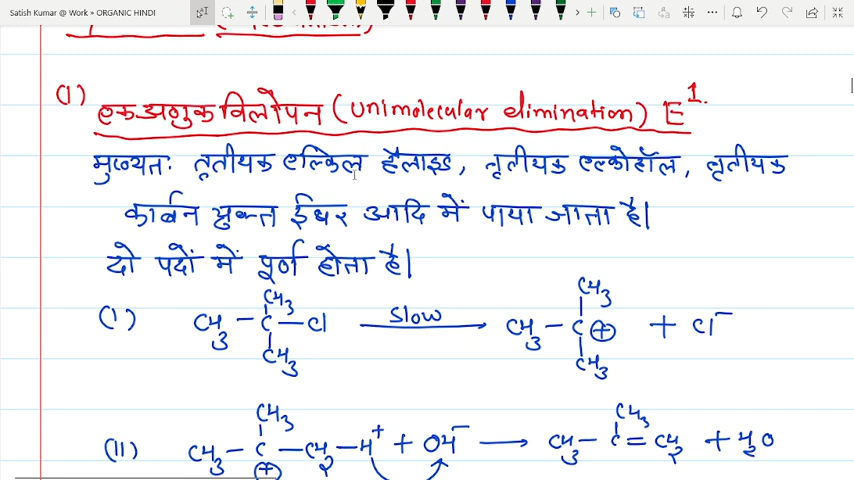 Satish Kumar @ Work » ORGANIC HINDI
(1) एकअणुक विलोपन (unimolecular elimination) E¹.
मुख्यतः तृतीयक एल्किल हैलाइड, तृतीयक एल्कोहॉल, तृतीयक
कार्बन युक्त ईथर आदि में पाया जाता है।
दो पदों में पूर्ण होता है।
CH₃ CH₃
(I) CH₃ – C – Cl slow → CH₃ – C ⊕ + Cl⁻
CH₃ CH₃
CH₃ CH₃
(II) CH₃ – C – CH₂ – H⁺ + OH⁻ → CH₃ – C = CH₂ + H₂O
⊕